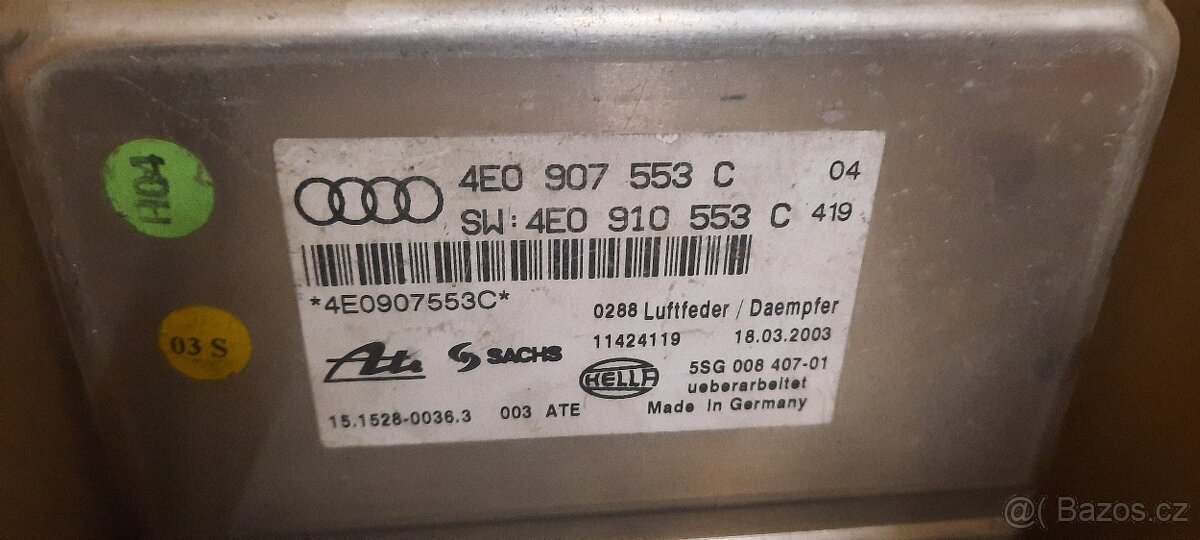 H04
03 S
4E0 907 553 C 04
SW: 4E0 910 553 C 419
*4E0907553C*
0288 Luftfeder / Daempfer
11424119 18.03.2003
Ate SACHS HELLA 5SG 008 407-01
ueberarbeitet
15.1528-0036.3 003 ATE Made in Germany
@( Bazos.cz